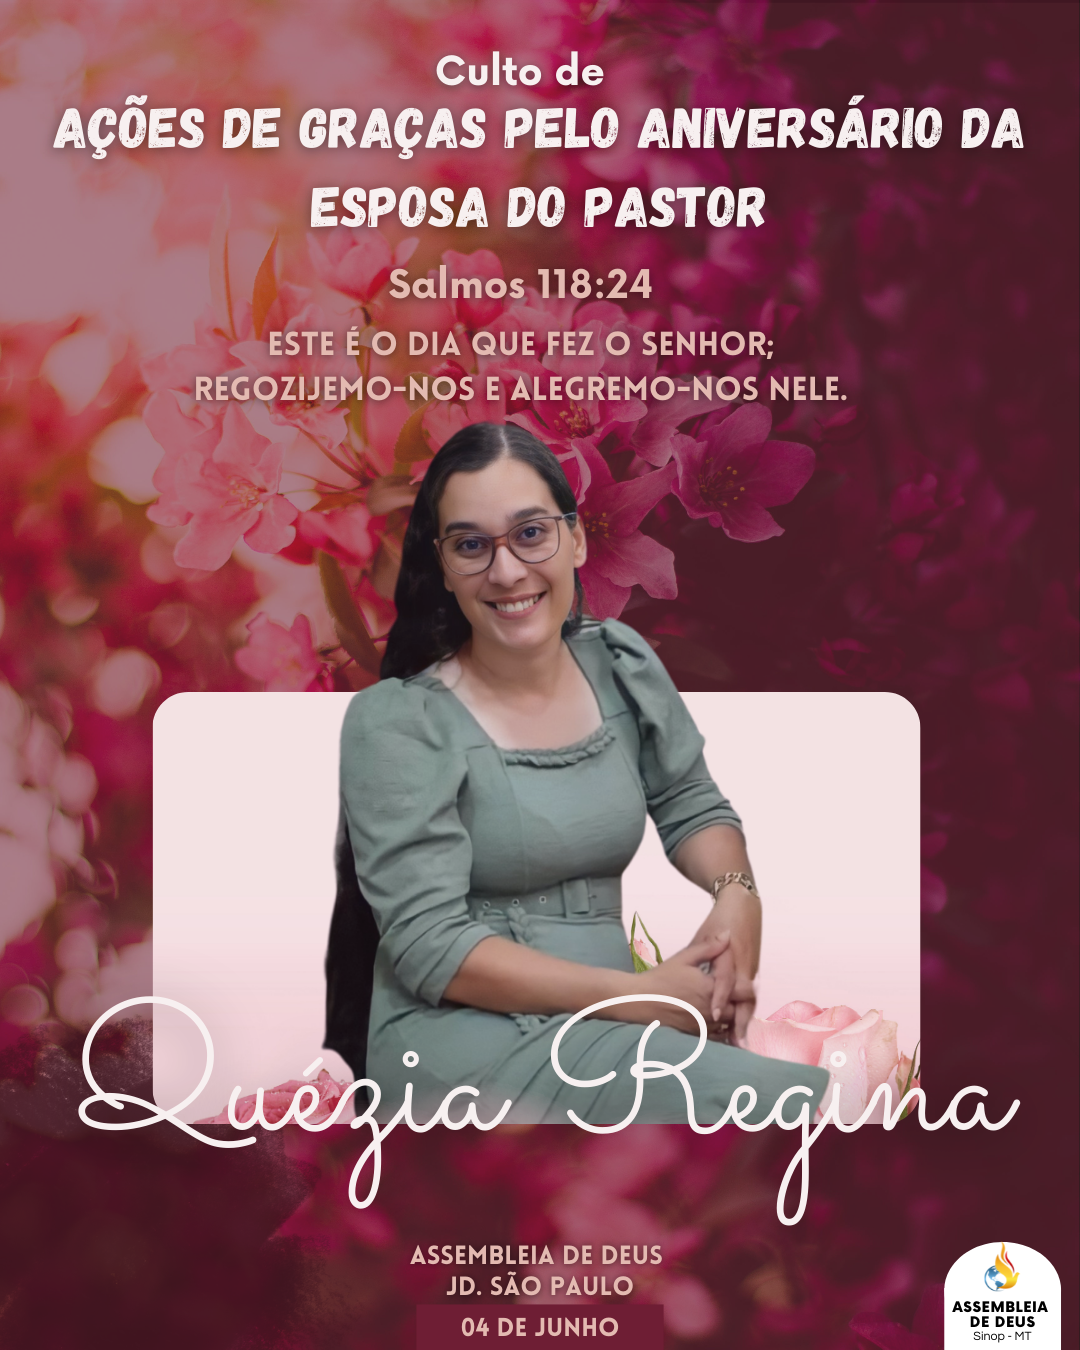 Culto de
AÇÕES DE GRAÇAS PELO ANIVERSÁRIO DA
ESPOSA DO PASTOR
Salmos 118:24
ESTE É O DIA QUE FEZ O SENHOR;
REGOZIJEMO-NOS E ALEGREMO-NOS NELE.
Quézia Regina
ASSEMBLEIA DE DEUS
JD. SÃO PAULO
04 DE JUNHO
ASSEMBLEIA
DE DEUS
Sinop - MT